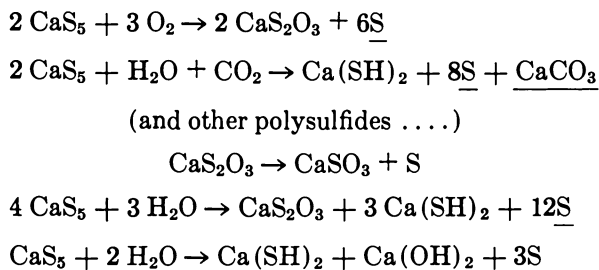 2 CaS₅ + 3 O₂ → 2 CaS₂O₃ + 6S
2 CaS₅ + H₂O + CO₂ → Ca(SH)₂ + 8S + CaCO₃
(and other polysulfides . . . .)
CaS₂O₃ → CaSO₃ + S
4 CaS₅ + 3 H₂O → CaS₂O₃ + 3 Ca(SH)₂ + 12S
CaS₅ + 2 H₂O → Ca(SH)₂ + Ca(OH)₂ + 3S